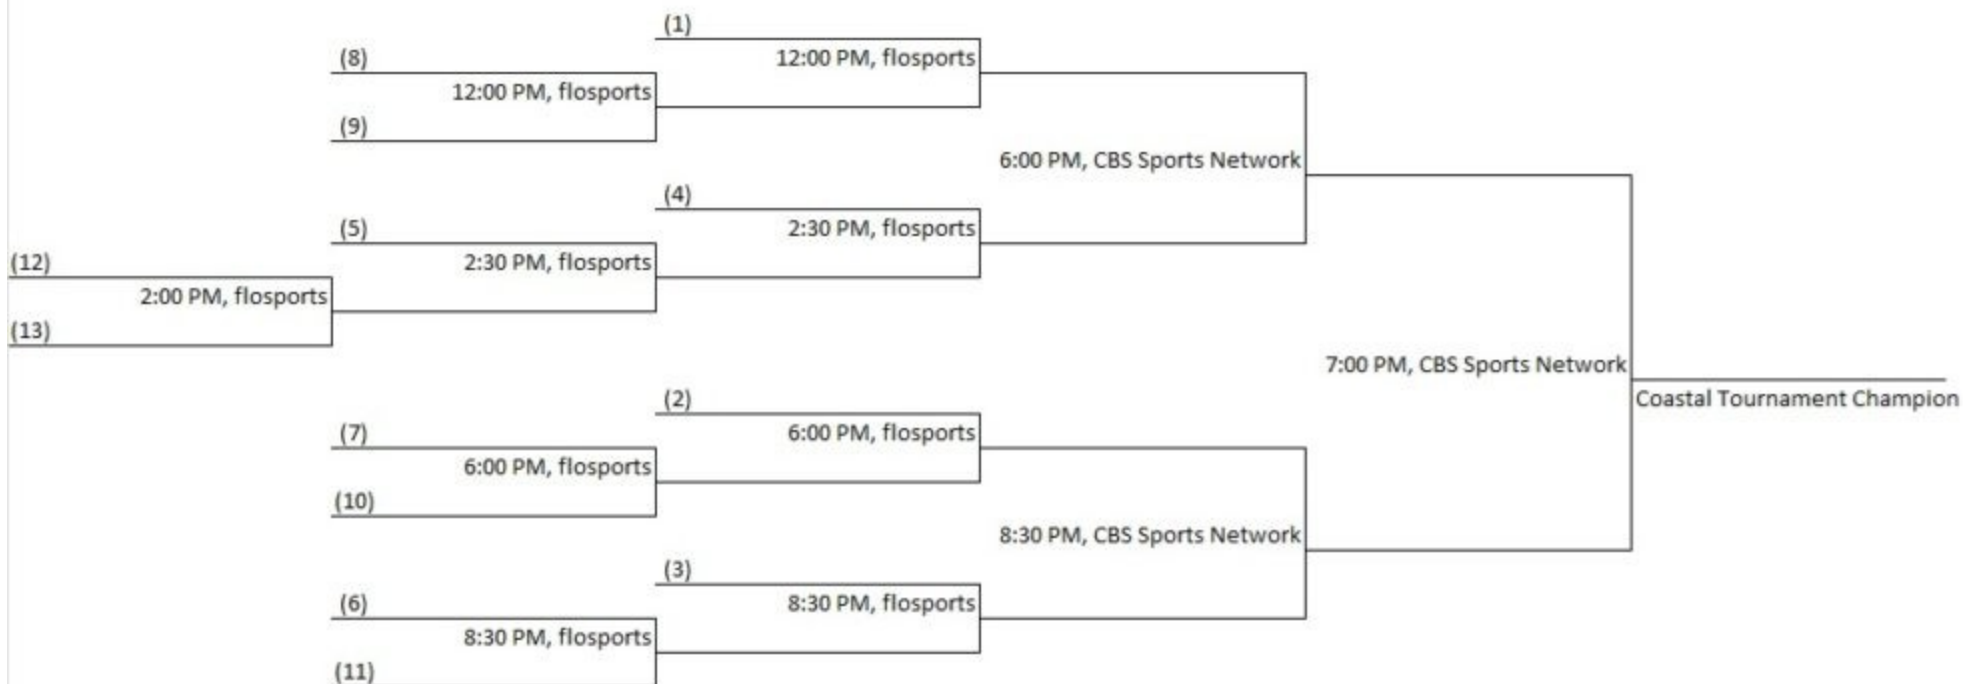 (1)
(8)
12:00 PM, flosports
12:00 PM, flosports
(9)
6:00 PM, CBS Sports Network
(4)
(5)
2:30 PM, flosports
(12)
2:30 PM, flosports
2:00 PM, flosports
(13)
7:00 PM, CBS Sports Network
(2)
Coastal Tournament Champion
(7)
6:00 PM, flosports
6:00 PM, flosports
(10)
8:30 PM, CBS Sports Network
(3)
(6)
8:30 PM, flosports
8:30 PM, flosports
(11)